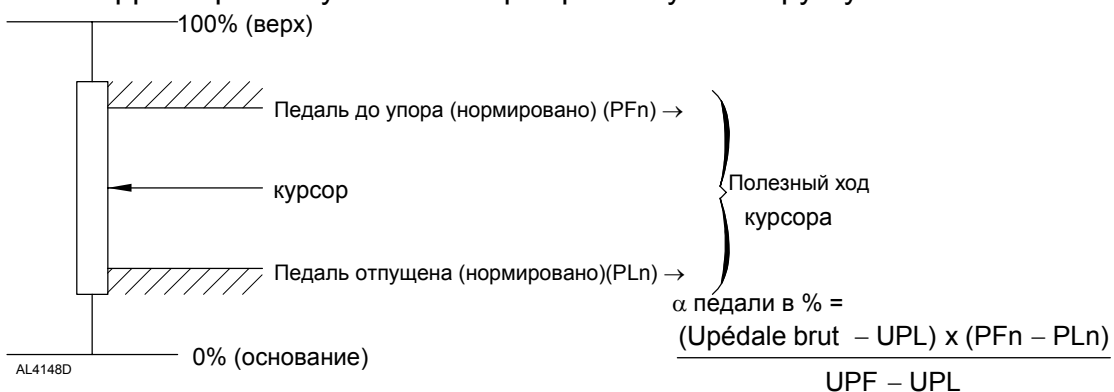 100% (верх)
Педаль до упора (нормировано) (PFn) →
курсор
Полезный ход
курсора
Педаль отпущена (нормировано)(PLn) →
α педали в % =
(Upédale brut – UPL) x (PFn – PLn)
UPF – UPL
0% (основание)
AL4148D